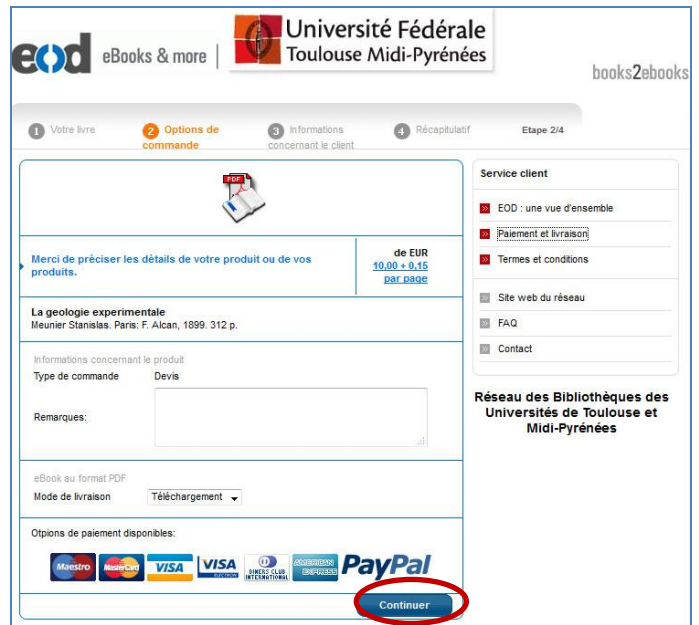 eod eBooks & more |
Université Fédérale
Toulouse Midi-Pyrénées
books2ebooks
1 Votre livre
2 Options de
commande
3 Informations
concernant le client
4 Récapitulatif
Etape 2/4
PDF
Merci de préciser les détails de votre produit ou de vos
produits.
de EUR
10.00 + 0.15
par page
La geologie experimentale
Meunier Stanislas. Paris: F. Alcan, 1899. 312 p.
Informations concernant le produit
Type de commande Devis
Remarques:
eBook au format PDF
Mode de livraison Téléchargement
Otpions de paiement disponibles:
Maestro MasterCard VISA VISA ELECTRON DINERS CLUB INTERNATIONAL AMERICAN EXPRESS PayPal
Continuer
Service client
EOD : une vue d'ensemble
Paiement et livraison
Termes et conditions
Site web du réseau
FAQ
Contact
Réseau des Bibliothèques des
Universités de Toulouse et
Midi-Pyrénées